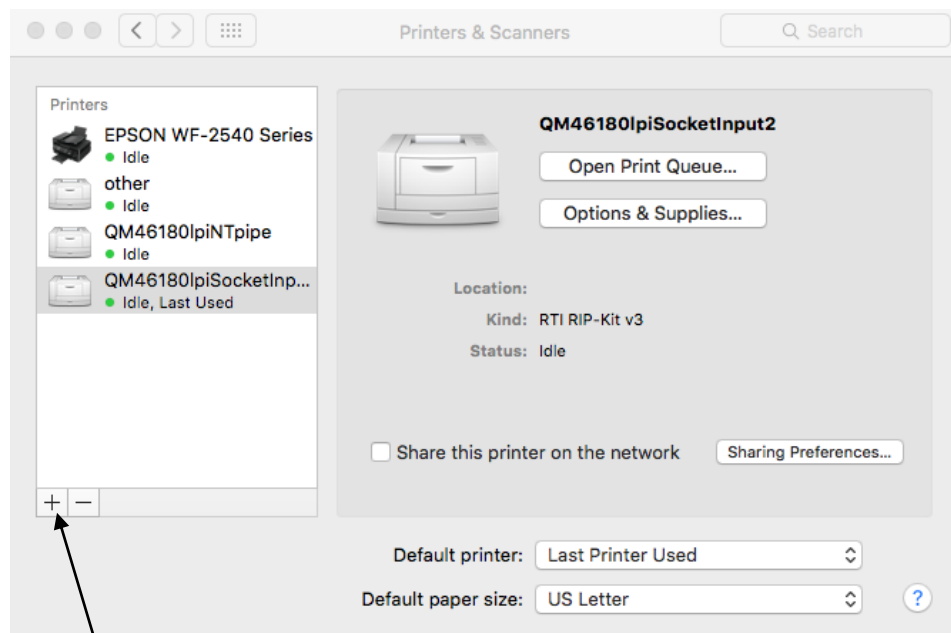 Printers & Scanners
Search
Printers
EPSON WF-2540 Series
Idle
other
Idle
QM46180lpiNTpipe
Idle
QM46180lpiSocketInp...
Idle, Last Used
+ −
QM46180lpiSocketInput2
Open Print Queue...
Options & Supplies...
Location:
Kind: RTI RIP-Kit v3
Status: Idle
Share this printer on the network
Sharing Preferences...
Default printer: Last Printer Used
Default paper size: US Letter
?